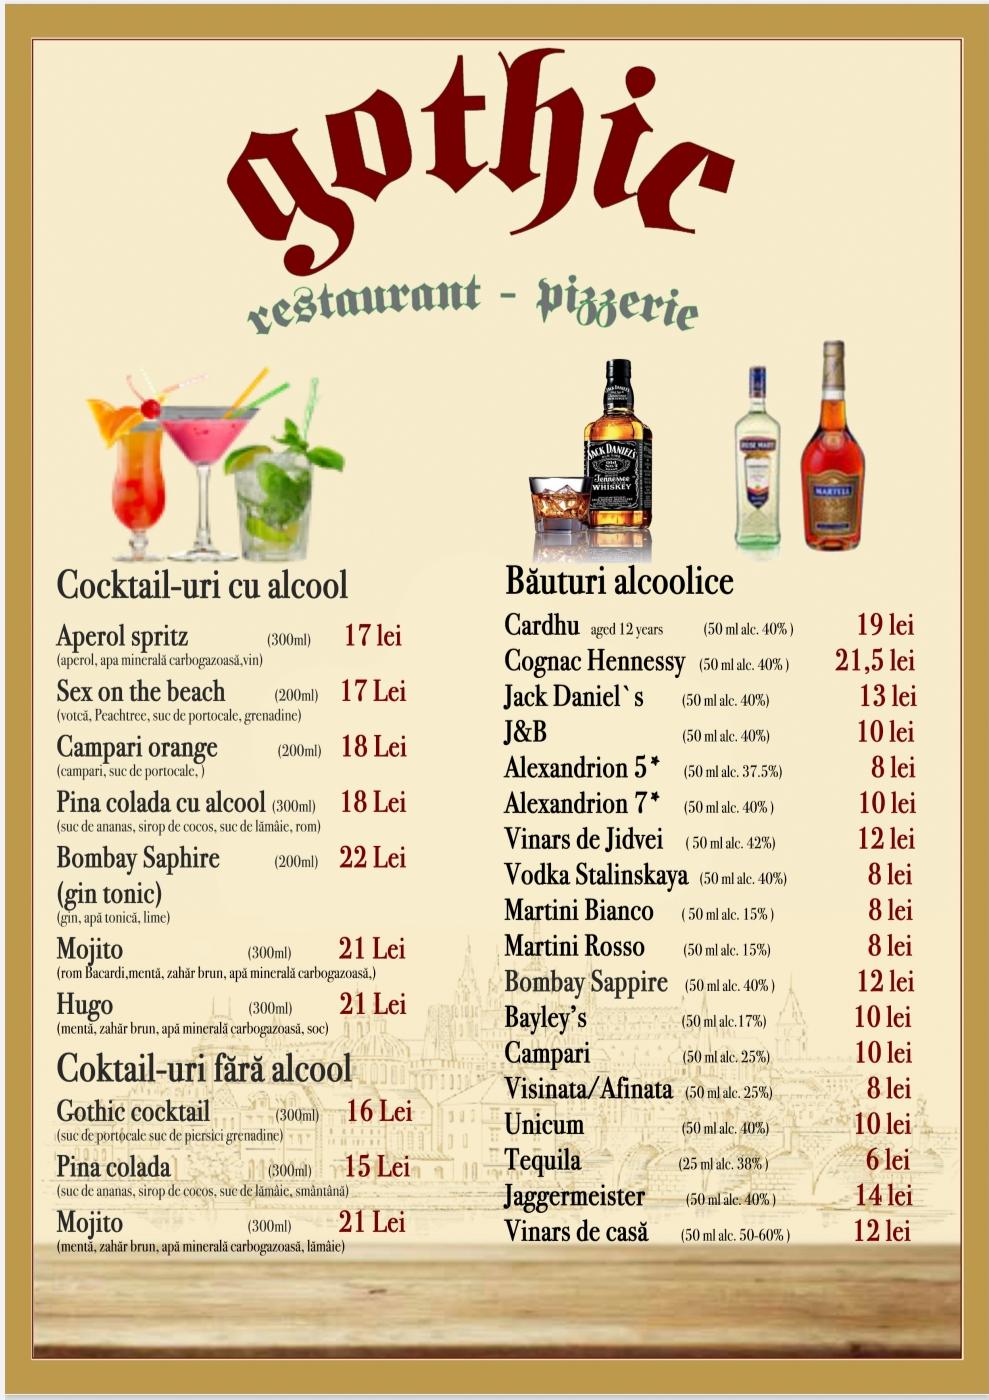 gothic
restaurant - pizzerie
JACK DANIEL'S
Old
No.7
Tennessee
WHISKEY
MARTELL
Cocktail-uri cu alcool
Aperol spritz (300ml) 17 lei
(aperol, apa minerală carbogazoasă,vin)
Sex on the beach (200ml) 17 Lei
(votcă, Peachtree, suc de portocale, grenadine)
Campari orange (200ml) 18 Lei
(campari, suc de portocale, )
Pina colada cu alcool (300ml) 18 Lei
(suc de ananas, sirop de cocos, suc de lămâie, rom)
Bombay Saphire (200ml) 22 Lei
(gin tonic)
(gin, apă tonică, lime)
Mojito (300ml) 21 Lei
(rom Bacardi,mentă, zahăr brun, apă minerală carbogazoasă,)
Hugo (300ml) 21 Lei
(mentă, zahăr brun, apă minerală carbogazoasă, soc)
Coktail-uri fără alcool
Gothic cocktail (300ml) 16 Lei
(suc de portocale suc de piersici grenadine)
Pina colada (300ml) 15 Lei
(suc de ananas, sirop de cocos, suc de lămâie, smântână)
Mojito (300ml) 21 Lei
(mentă, zahăr brun, apă minerală carbogazoasă, lămâie)
Băuturi alcoolice
Cardhu aged 12 years (50 ml alc. 40% ) 19 lei
Cognac Hennessy (50 ml alc. 40% ) 21,5 lei
Jack Daniel`s (50 ml alc. 40%) 13 lei
J&B (50 ml alc. 40%) 10 lei
Alexandrion 5* (50 ml alc. 37.5%) 8 lei
Alexandrion 7* (50 ml alc. 40% ) 10 lei
Vinars de Jidvei ( 50 ml alc. 42%) 12 lei
Vodka Stalinskaya (50 ml alc. 40%) 8 lei
Martini Bianco ( 50 ml alc. 15% ) 8 lei
Martini Rosso (50 ml alc. 15%) 8 lei
Bombay Sappire (50 ml alc. 40% ) 12 lei
Bayley's (50 ml alc.17%) 10 lei
Campari (50 ml alc. 25%) 10 lei
Visinata/Afinata (50 ml alc. 25%) 8 lei
Unicum (50 ml alc. 40%) 10 lei
Tequila (25 ml alc. 38% ) 6 lei
Jaggermeister (50 ml alc. 40% ) 14 lei
Vinars de casă (50 ml alc. 50-60% ) 12 lei